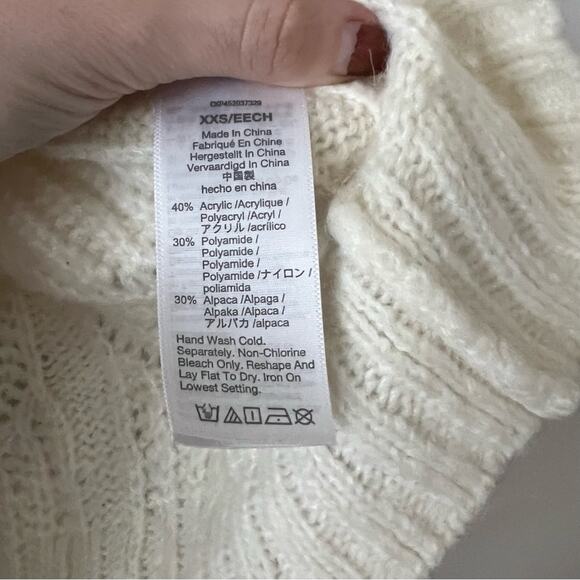 XXS/EECH
Made In China
Fabriqué En China
Hergestellt In China
Vervaardigd In China
中国製
hecho en china
40% Acrylic /Acrylique /
Polyacryl /Acryl /
アクリル /acrílico
30% Polyamide /
Polyamide /
Polyamide /
Polyamide /ナイロン /
poliamida
30% Alpaca /Alpaga /
Alpaka /Alpaca /
アルパカ /alpaca
Hand Wash Cold.
Separately. Non-Chlorine
Bleach Only. Reshape And
Lay Flat To Dry. Iron On
Lowest Setting.